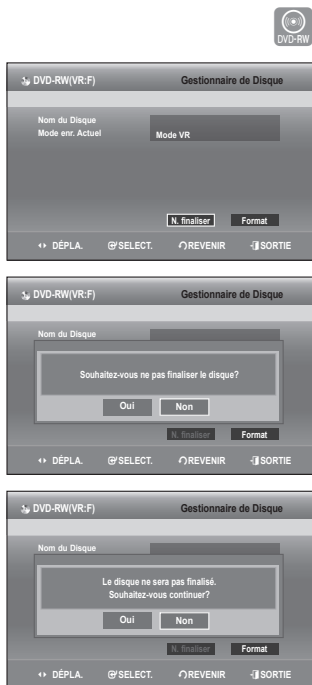 DVD-RW
DVD-RW(VR:F) Gestionnaire de Disque
Nom du Disque
Mode enr. Actuel Mode VR
N. finaliser Format
DÉPLA. SELECT. REVENIR SORTIE
DVD-RW(VR:F) Gestionnaire de Disque
Nom du Disque
Souhaitez-vous ne pas finaliser le disque?
Oui Non
N. finaliser Format
DÉPLA. SELECT. REVENIR SORTIE
DVD-RW(VR:F) Gestionnaire de Disque
Nom du Disque
Le disque ne sera pas finalisé.
Souhaitez-vous continuer?
Oui Non
N. finaliser Format
DÉPLA. SELECT. REVENIR SORTIE